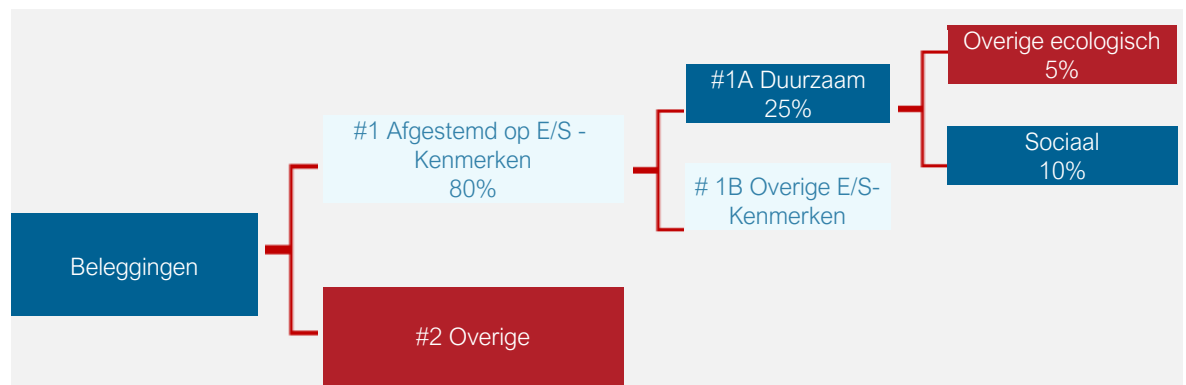 Beleggingen
#1 Afgestemd op E/S -
Kenmerken
80%
#2 Overige
#1A Duurzaam
25%
# 1B Overige E/S-
Kenmerken
Overige ecologisch
5%
Sociaal
10%